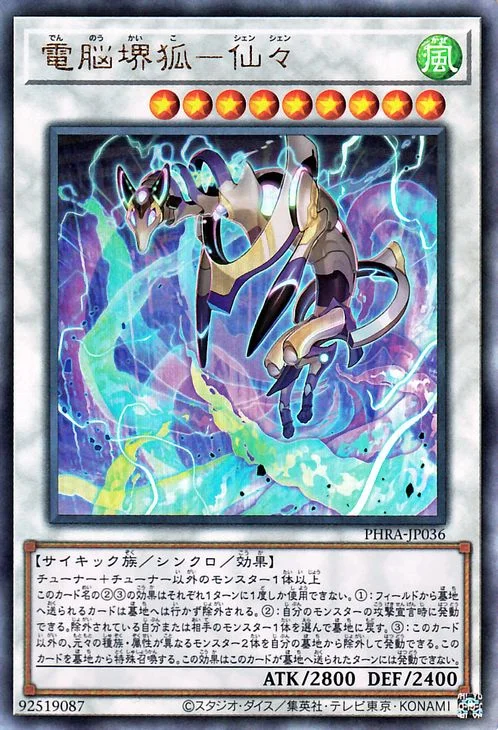 電脳堺狐－仙々
風
PHRA-JP036
【サイキック族／シンクロ／効果】
チューナー＋チューナー以外のモンスター1体以上
このカード名の②③の効果はそれぞれ1ターンに1度しか使用できない。①：フィールドから墓地
へ送られるカードは墓地へは行かず除外される。②：自分のモンスターの攻撃宣言時に発動
できる。除外されている自分または相手のモンスター1体を選んで墓地に戻す。③：このカード
以外の、元々の種族・属性が異なるモンスター2体を自分の墓地から除外して発動できる。この
カードを墓地から特殊召喚する。この効果はこのカードが墓地へ送られたターンには発動できない。
ATK/2800 DEF/2400
92519087
©スタジオ・ダイス／集英社・テレビ東京・KONAMI